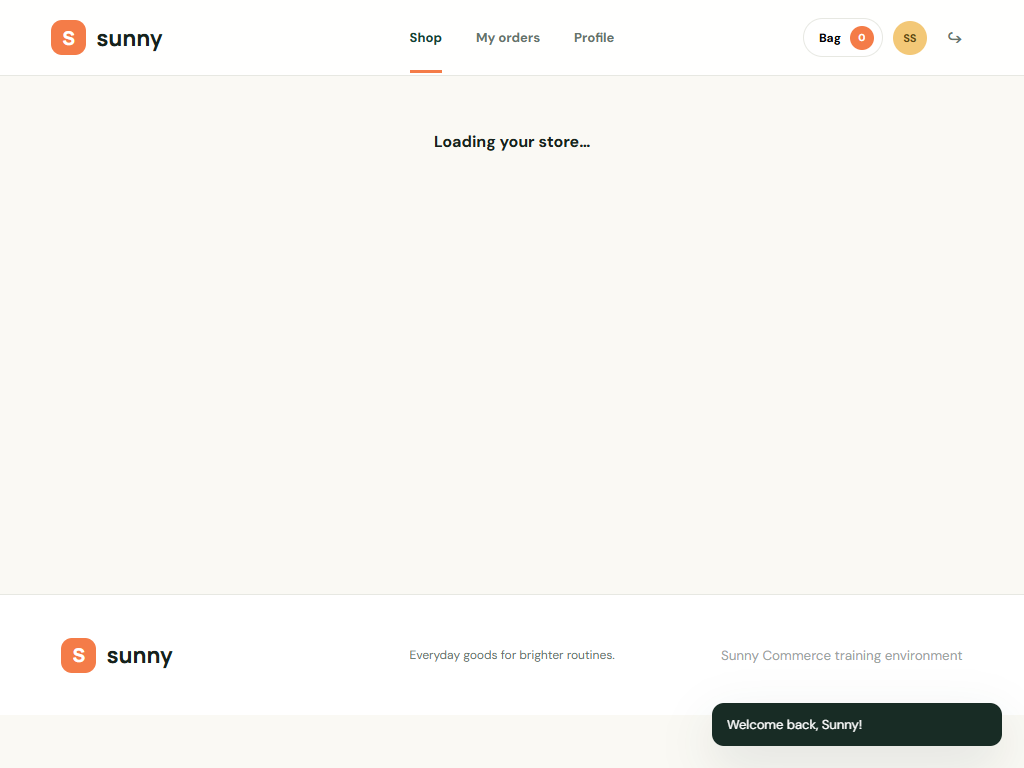 S sunny
Shop My orders Profile
Bag 0 SS
Loading your store...
S sunny
Everyday goods for brighter routines.
Sunny Commerce training environment
Welcome back, Sunny!